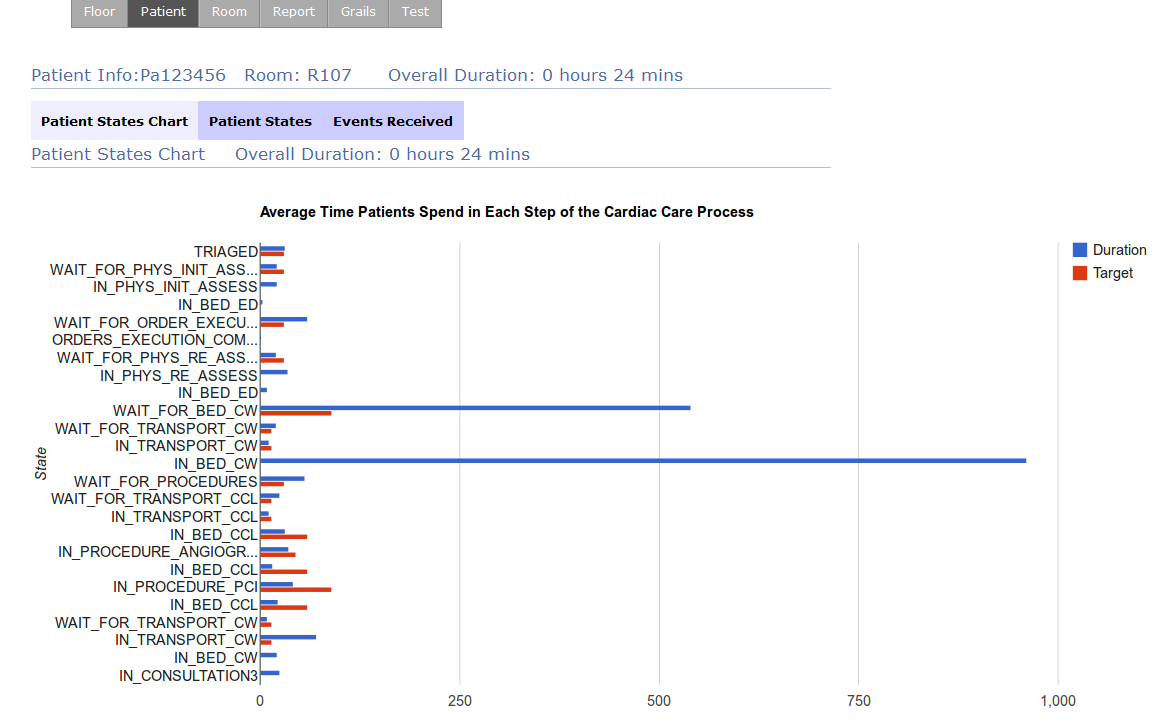 Floor Patient Room Report Grails Test
Patient Info:Pa123456 Room: R107 Overall Duration: 0 hours 24 mins
Patient States Chart Patient States Events Received
Patient States Chart Overall Duration: 0 hours 24 mins
Average Time Patients Spend in Each Step of the Cardiac Care Process
Duration
Target
State
TRIAGED
WAIT_FOR_PHYS_INIT_ASS...
IN_PHYS_INIT_ASSESS
IN_BED_ED
WAIT_FOR_ORDER_EXECU...
ORDERS_EXECUTION_COM...
WAIT_FOR_PHYS_RE_ASS...
IN_PHYS_RE_ASSESS
IN_BED_ED
WAIT_FOR_BED_CW
WAIT_FOR_TRANSPORT_CW
IN_TRANSPORT_CW
IN_BED_CW
WAIT_FOR_PROCEDURES
WAIT_FOR_TRANSPORT_CCL
IN_TRANSPORT_CCL
IN_BED_CCL
IN_PROCEDURE_ANGIOGR...
IN_BED_CCL
IN_PROCEDURE_PCI
IN_BED_CCL
WAIT_FOR_TRANSPORT_CW
IN_TRANSPORT_CW
IN_BED_CW
IN_CONSULTATION3
0 250 500 750 1,000